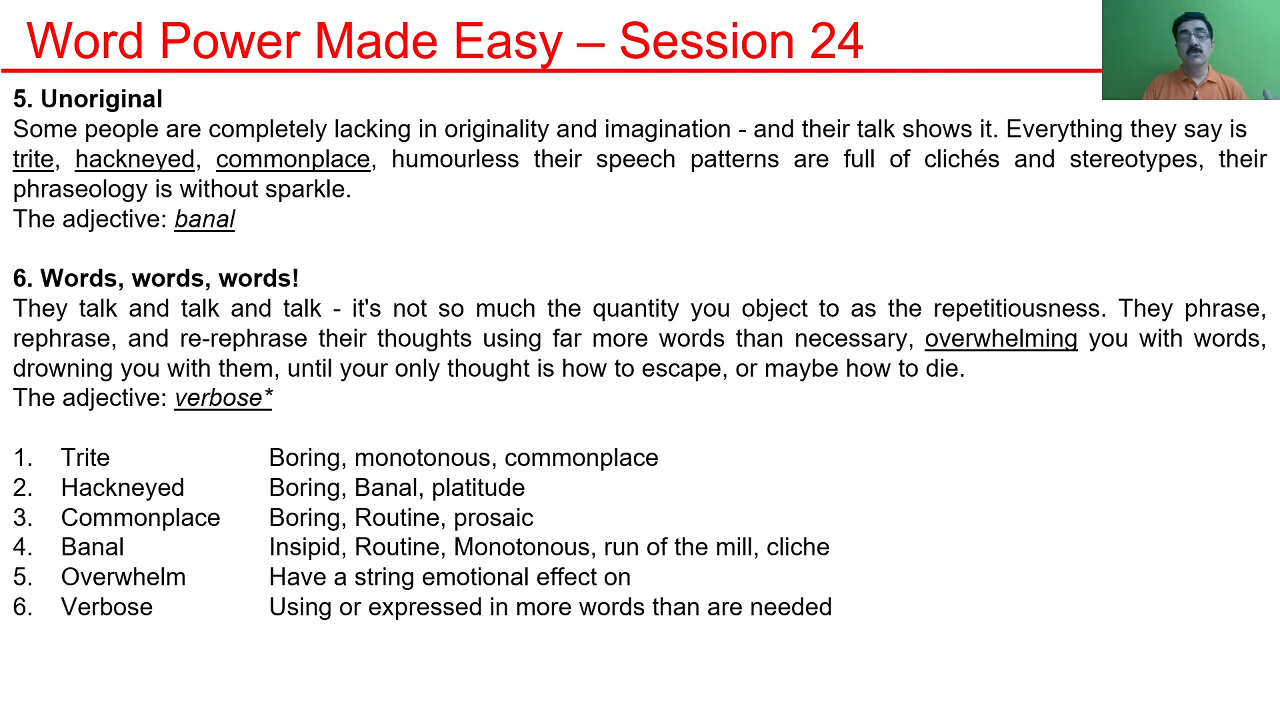 Word Power Made Easy – Session 24
5. Unoriginal
Some people are completely lacking in originality and imagination - and their talk shows it. Everything they say is
trite, hackneyed, commonplace, humourless their speech patterns are full of clichés and stereotypes, their
phraseology is without sparkle.
The adjective: banal
6. Words, words, words!
They talk and talk and talk - it's not so much the quantity you object to as the repetitiousness. They phrase,
rephrase, and re-rephrase their thoughts using far more words than necessary, overwhelming you with words,
drowning you with them, until your only thought is how to escape, or maybe how to die.
The adjective: verbose*
1. Trite Boring, monotonous, commonplace
2. Hackneyed Boring, Banal, platitude
3. Commonplace Boring, Routine, prosaic
4. Banal Insipid, Routine, Monotonous, run of the mill, cliche
5. Overwhelm Have a string emotional effect on
6. Verbose Using or expressed in more words than are needed